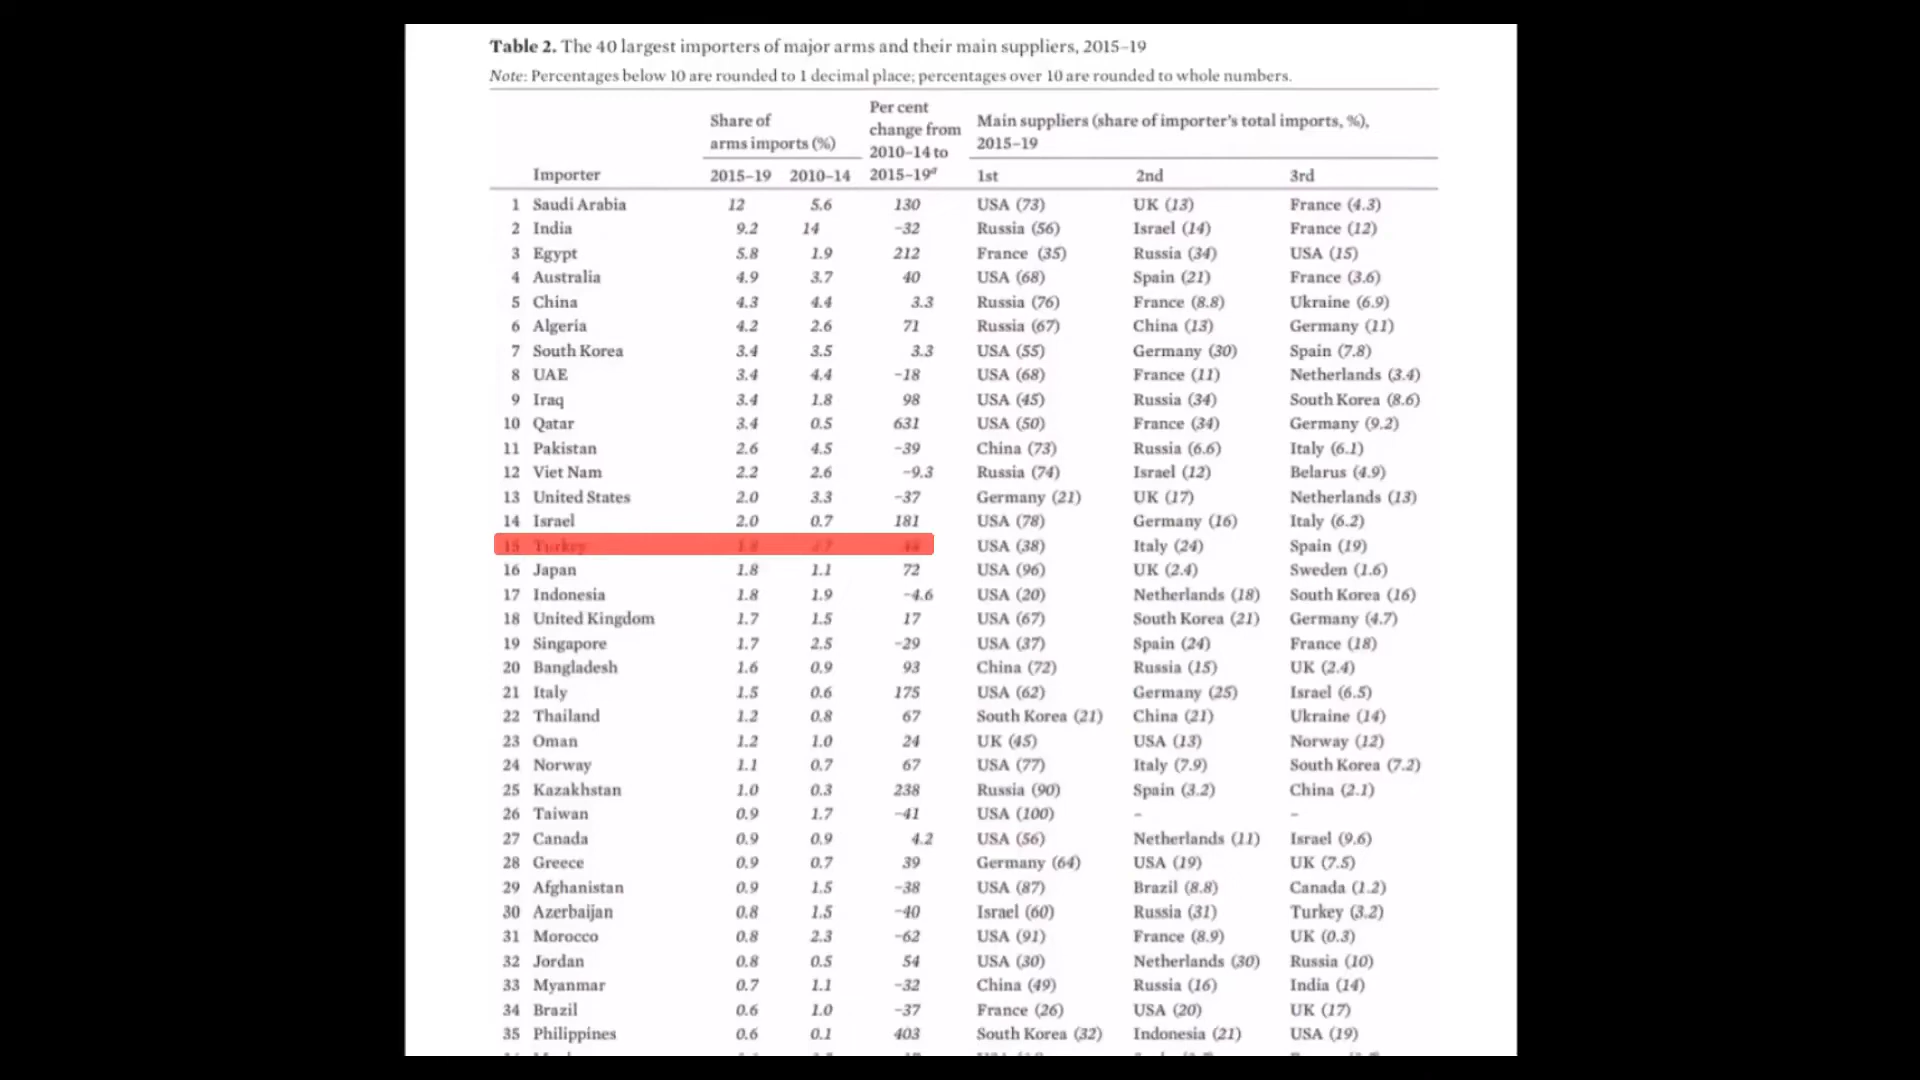 Table 2. The 40 largest importers of major arms and their main suppliers, 2015–19
Note: Percentages below 10 are rounded to 1 decimal place; percentages over 10 are rounded to whole numbers.
Share of arms imports (%)
Per cent change from 2010–14 to 2015–19ᵃ
Main suppliers (share of importer's total imports, %), 2015–19
Importer 2015–19 2010–14 1st 2nd 3rd
1 Saudi Arabia 12 5.6 130 USA (73) UK (13) France (4.3)
2 India 9.2 14 –32 Russia (56) Israel (14) France (12)
3 Egypt 5.8 1.9 212 France (35) Russia (34) USA (15)
4 Australia 4.9 3.7 40 USA (68) Spain (21) France (3.6)
5 China 4.3 4.4 3.3 Russia (76) France (8.8) Ukraine (6.9)
6 Algeria 4.2 2.6 71 Russia (67) China (13) Germany (11)
7 South Korea 3.4 3.5 3.3 USA (55) Germany (30) Spain (7.8)
8 UAE 3.4 4.4 –18 USA (68) France (11) Netherlands (3.4)
9 Iraq 3.4 1.8 98 USA (45) Russia (34) South Korea (8.6)
10 Qatar 3.4 0.5 631 USA (50) France (34) Germany (9.2)
11 Pakistan 2.6 4.5 –39 China (73) Russia (6.6) Italy (6.1)
12 Viet Nam 2.2 2.6 –9.3 Russia (74) Israel (12) Belarus (4.9)
13 United States 2.0 3.3 –37 Germany (21) UK (17) Netherlands (13)
14 Israel 2.0 0.7 181 USA (78) Germany (16) Italy (6.2)
15 Turkey USA (38) Italy (24) Spain (19)
16 Japan 1.8 1.1 72 USA (96) UK (2.4) Sweden (1.6)
17 Indonesia 1.8 1.9 –4.6 USA (20) Netherlands (18) South Korea (16)
18 United Kingdom 1.7 1.5 17 USA (67) South Korea (21) Germany (4.7)
19 Singapore 1.7 2.5 –29 USA (37) Spain (24) France (18)
20 Bangladesh 1.6 0.9 93 China (72) Russia (15) UK (2.4)
21 Italy 1.5 0.6 175 USA (62) Germany (25) Israel (6.5)
22 Thailand 1.2 0.8 67 South Korea (21) China (21) Ukraine (14)
23 Oman 1.2 1.0 24 UK (45) USA (13) Norway (12)
24 Norway 1.1 0.7 67 USA (77) Italy (7.9) South Korea (7.2)
25 Kazakhstan 1.0 0.3 238 Russia (90) Spain (3.2) China (2.1)
26 Taiwan 0.9 1.7 –41 USA (100) – –
27 Canada 0.9 0.9 4.2 USA (56) Netherlands (11) Israel (9.6)
28 Greece 0.9 0.7 39 Germany (64) USA (19) UK (7.5)
29 Afghanistan 0.9 1.5 –38 USA (87) Brazil (8.8) Canada (1.2)
30 Azerbaijan 0.8 1.5 –40 Israel (60) Russia (31) Turkey (3.2)
31 Morocco 0.8 2.3 –62 USA (91) France (8.9) UK (0.3)
32 Jordan 0.8 0.5 54 USA (30) Netherlands (30) Russia (10)
33 Myanmar 0.7 1.1 –32 China (49) Russia (16) India (14)
34 Brazil 0.6 1.0 –37 France (26) USA (20) UK (17)
35 Philippines 0.6 0.1 403 South Korea (32) Indonesia (21) USA (19)